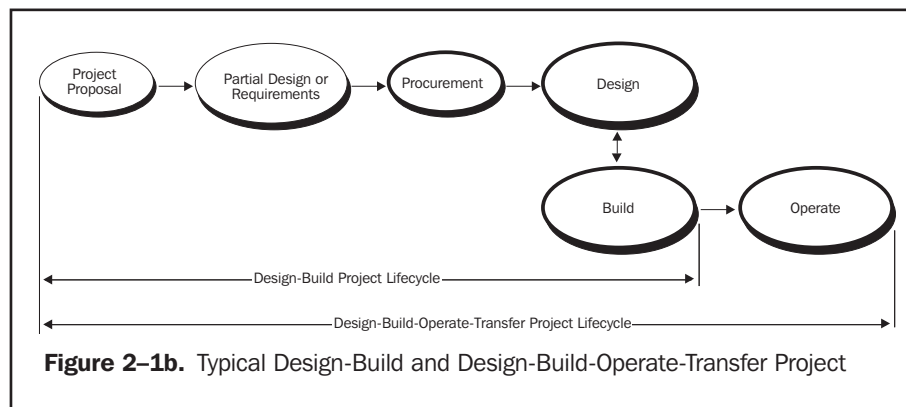 Project
Proposal
Partial Design or
Requirements
Procurement
Design
Build
Operate
Design-Build Project Lifecycle
Design-Build-Operate-Transfer Project Lifecycle
Figure 2–1b. Typical Design-Build and Design-Build-Operate-Transfer Project